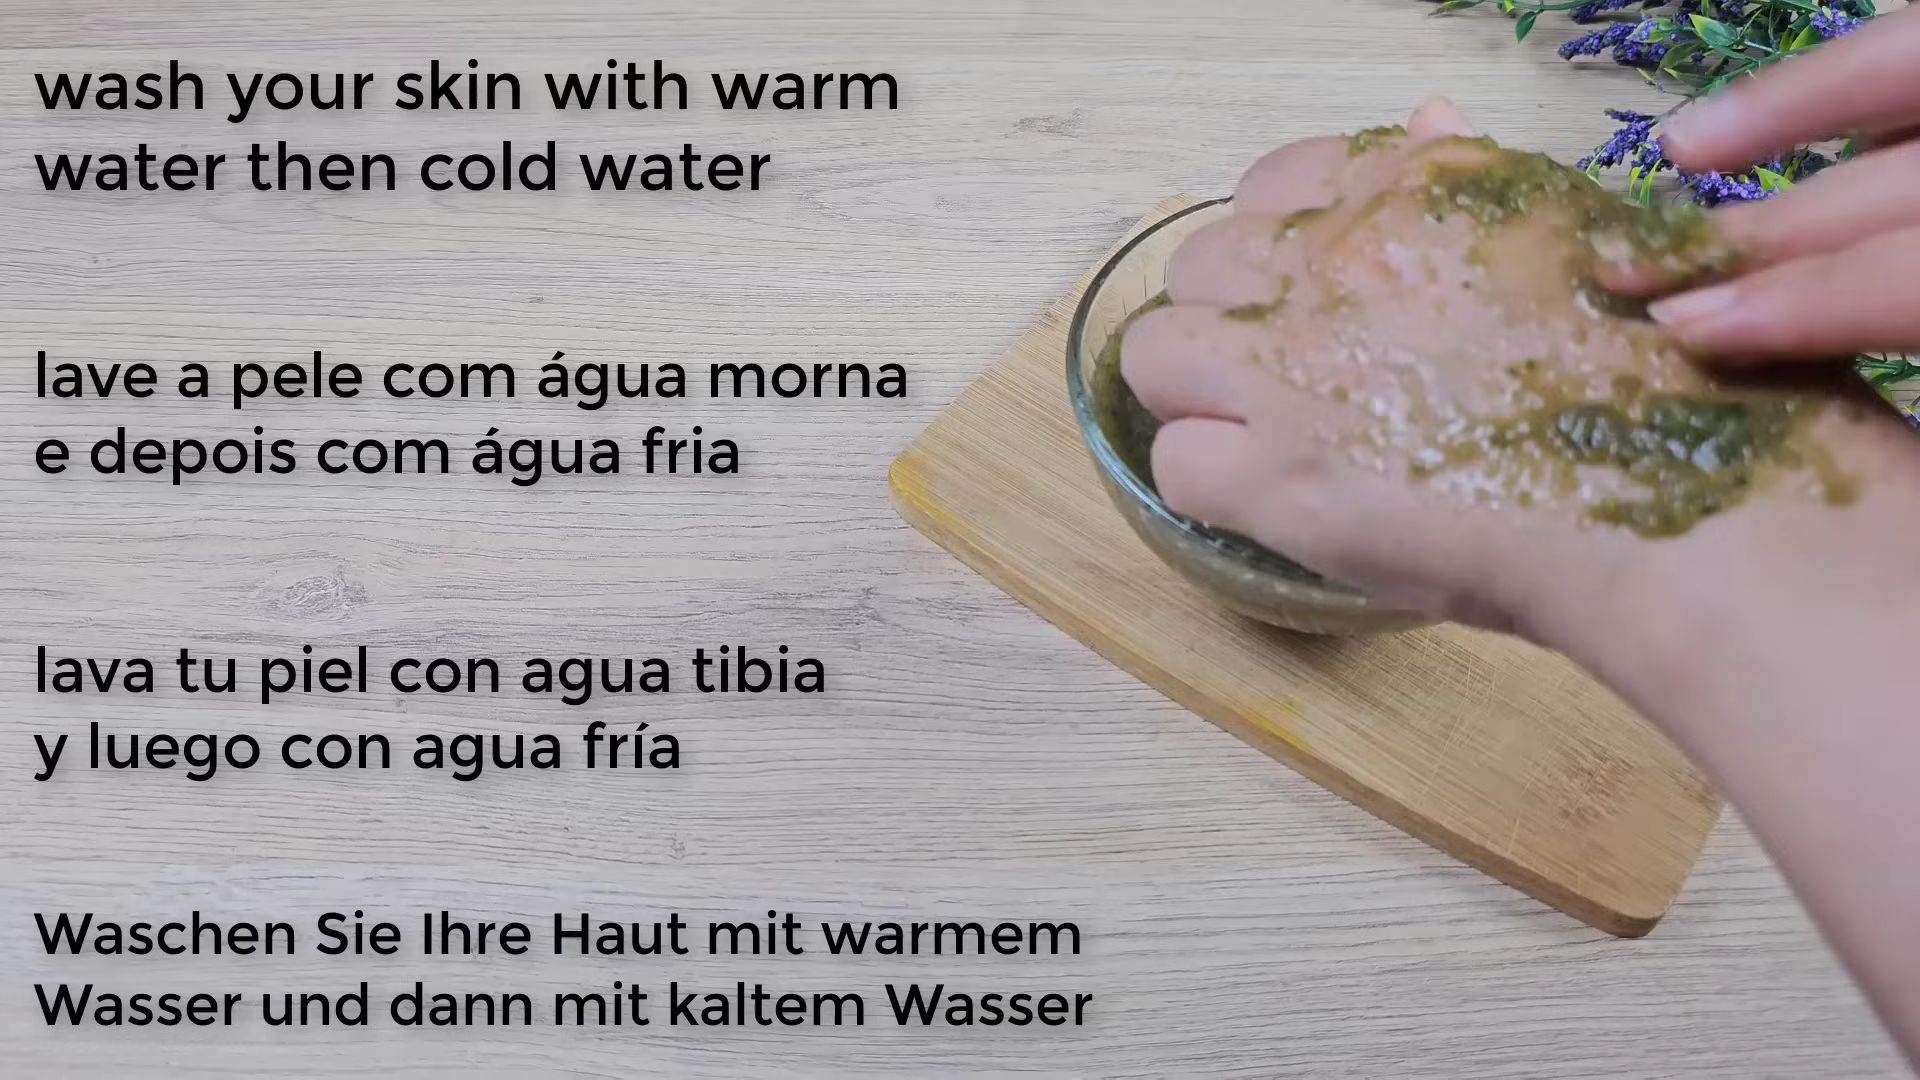 wash your skin with warm
water then cold water
lave a pele com água morna
e depois com água fria
lava tu piel con agua tibia
y luego con agua fría
Waschen Sie Ihre Haut mit warmem
Wasser und dann mit kaltem Wasser